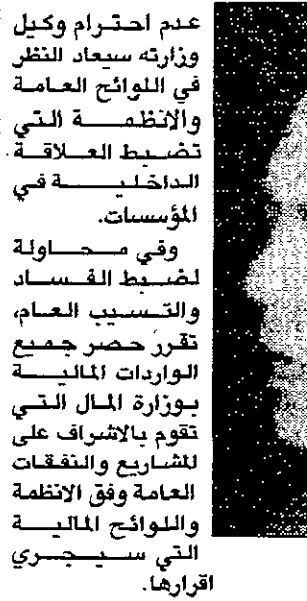 عدم احترام وكيل
وزارته سيعاد النظر
في اللوائح العامة
والانظمة التي
تضبط العلاقة
الداخلية في
المؤسسات.
وفي محاولة
لضبط الفساد
والتسيب العام،
تقرر حصر جميع
الواردات المالية
بوزارة المال التي
تقوم بالاشراف على
المشاريع والنفقات
العامة وفق الانظمة
واللوائح المالية
التي سيجري
اقرارها.